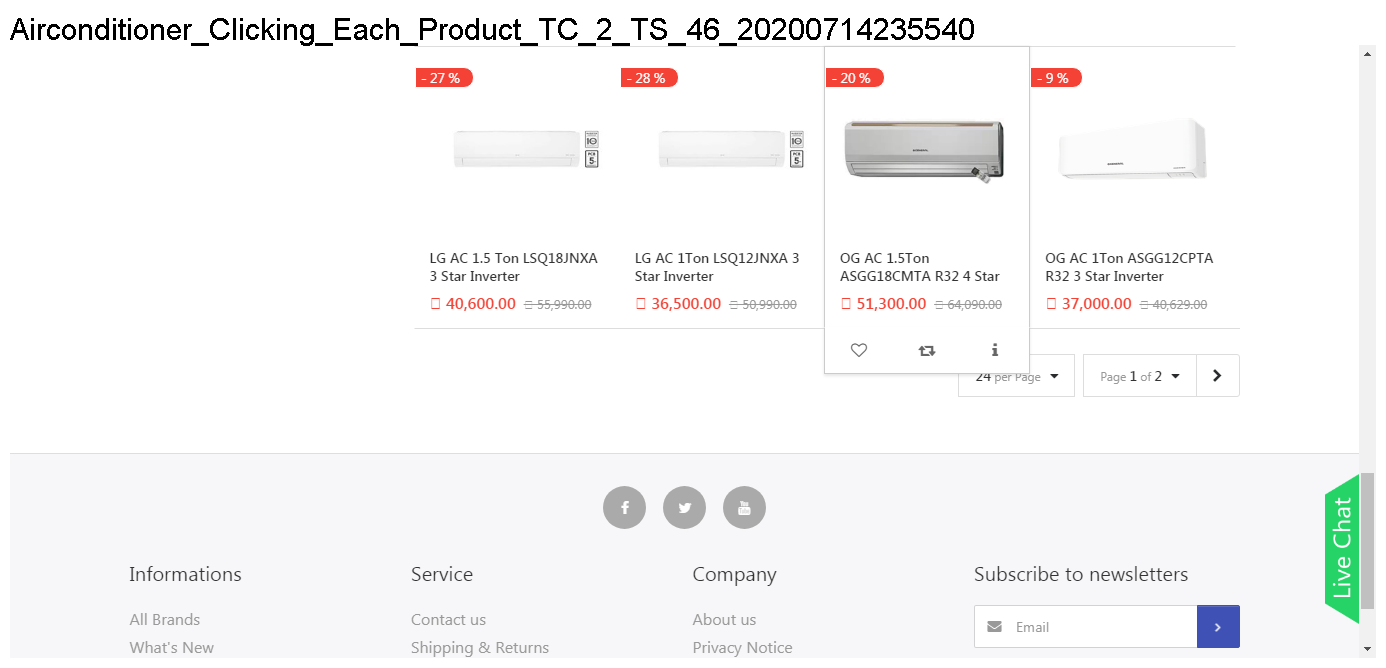 Airconditioner_Clicking_Each_Product_TC_2_TS_46_20200714235540
- 27 %
- 28 %
- 20 %
- 9 %
LG AC 1.5 Ton LSQ18JNXA
3 Star Inverter
40,600.00 55,990.00
LG AC 1Ton LSQ12JNXA 3
Star Inverter
36,500.00 50,990.00
OG AC 1.5Ton
ASGG18CMTA R32 4 Star
51,300.00 64,090.00
OG AC 1Ton ASGG12CPTA
R32 3 Star Inverter
37,000.00 40,629.00
24 per Page
Page 1 of 2
Live Chat
Informations
All Brands
What's New
Service
Contact us
Shipping & Returns
Company
About us
Privacy Notice
Subscribe to newsletters
Email